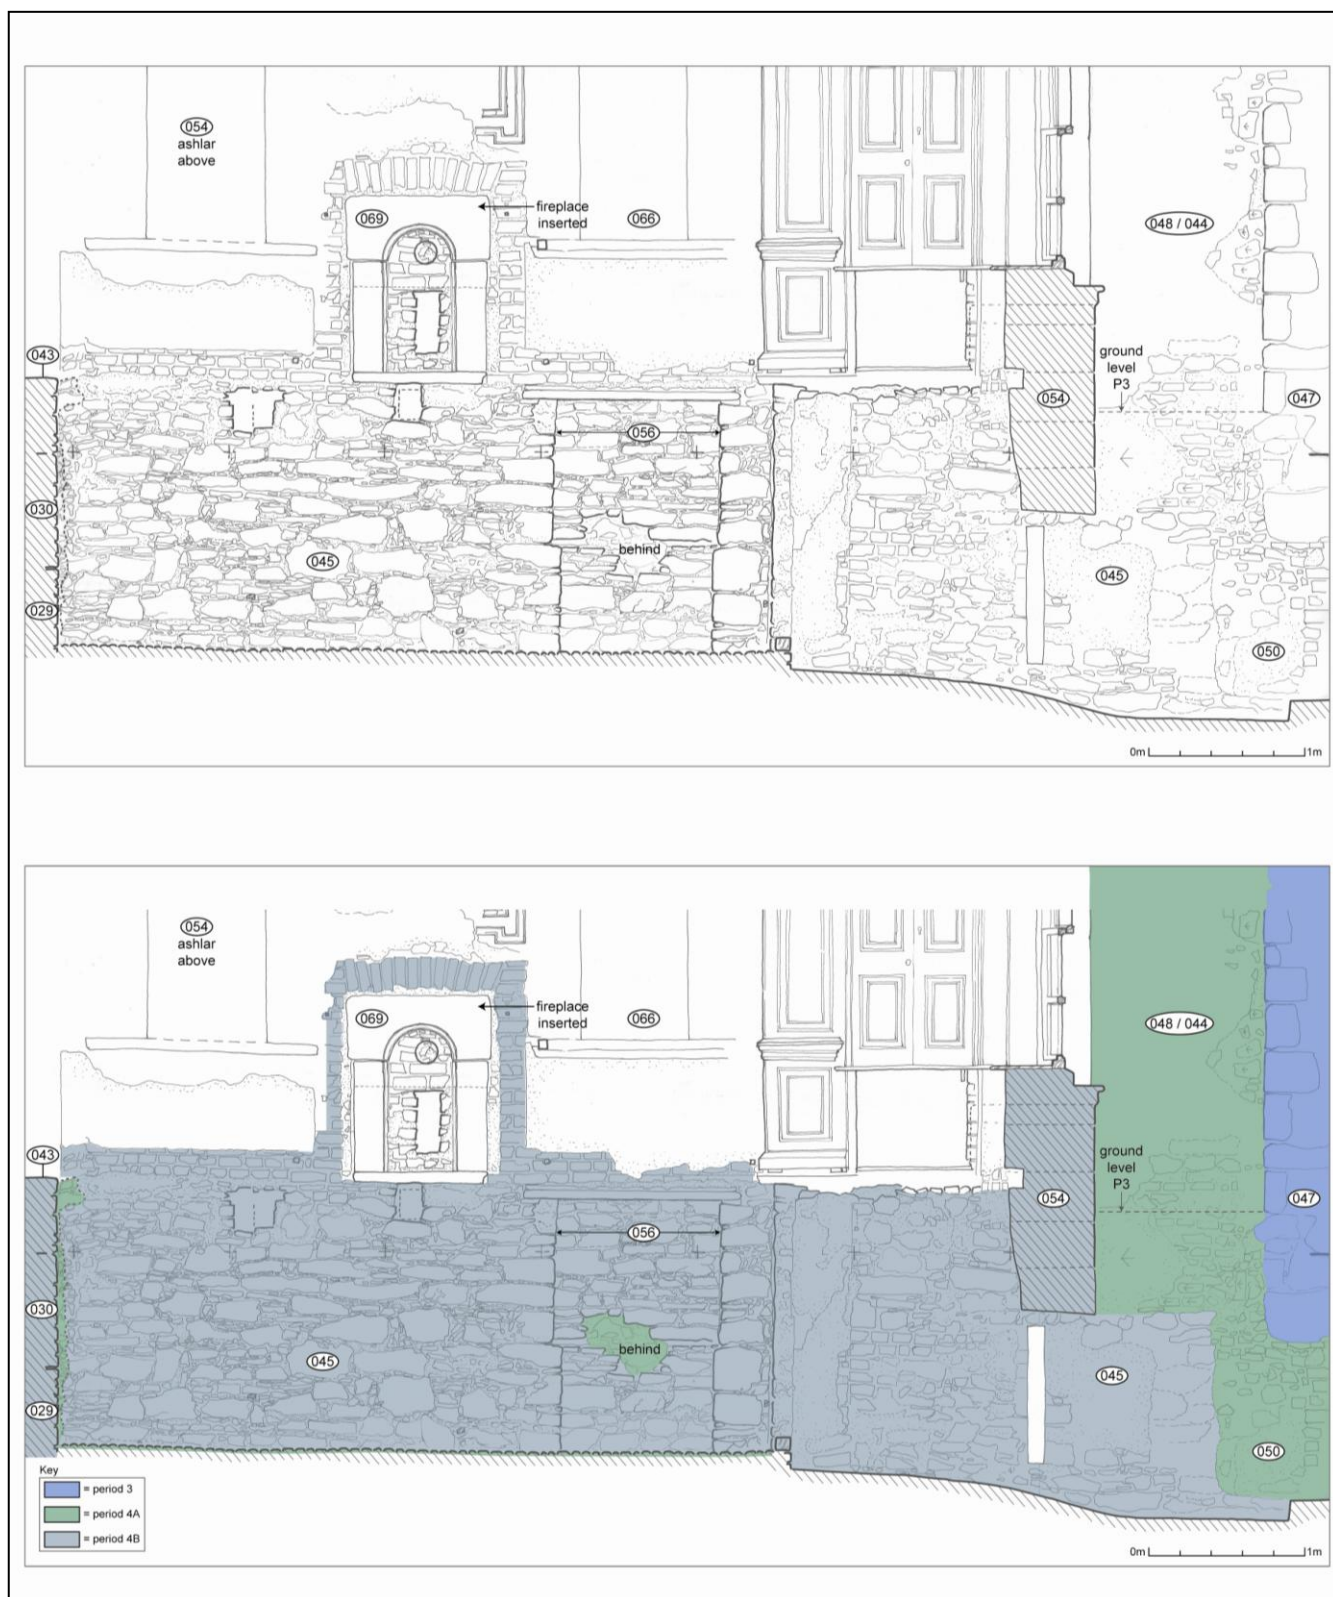 054
ashlar
above
069
fireplace
inserted
066
048 / 044
043
ground
level
P3
054
047
056
030
behind
045
045
029
050
0m 1m
054
ashlar
above
fireplace
inserted
069
066
048 / 044
043
ground
level
P3
054
047
056
030
behind
045
045
029
050
Key
= period 3
= period 4A
= period 4B
0m 1m